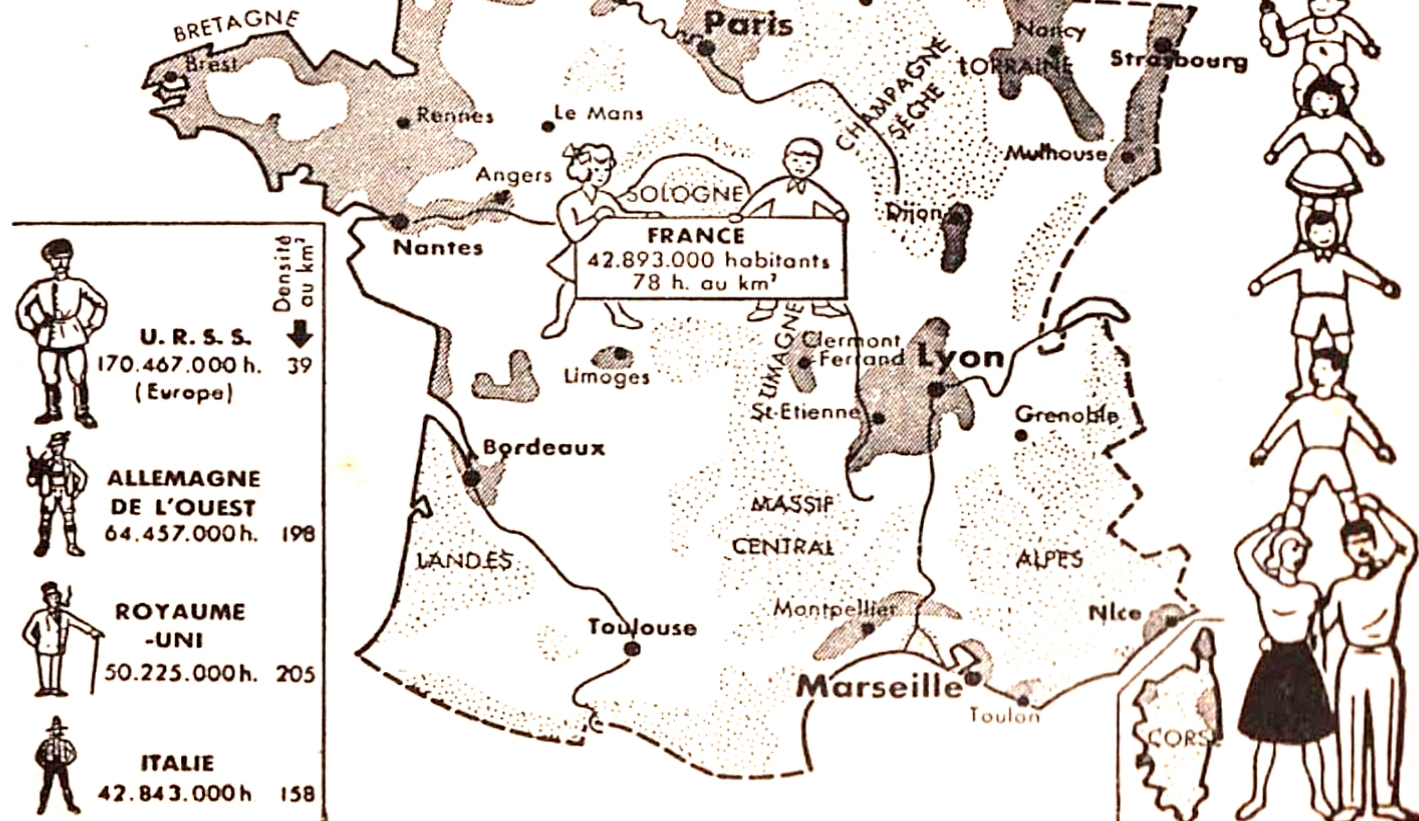 BRETAGNE
Brest
Rennes
Le Mans
Angers
Nantes
Paris
CHAMPAGNE
SÈCHE
Nancy
LORRAINE
Strasbourg
Mulhouse
SOLOGNE
Dijon
FRANCE
42.893.000 habitants
78 h. au km²
Limoges
LIMAGNE
Clermont
Ferrand
Lyon
St-Etienne
Grenoble
Bordeaux
LANDES
MASSIF
CENTRAL
ALPES
Montpellier
Nice
Toulouse
Marseille
Toulon
CORSE
Densité
au km²
U. R. S. S.
170.467.000 h. 39
(Europe)
ALLEMAGNE
DE L'OUEST
64.457.000 h. 198
ROYAUME
-UNI
50.225.000 h. 205
ITALIE
42.843.000 h 158